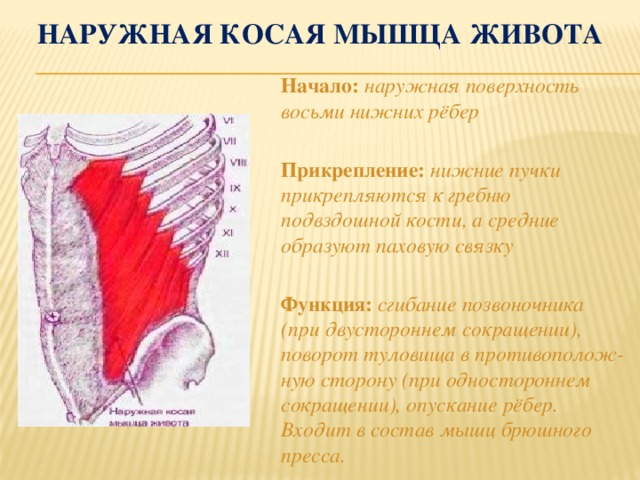 НАРУЖНАЯ КОСАЯ МЫШЦА ЖИВОТА
Начало: наружная поверхность
восьми нижних рёбер
Прикрепление: нижние пучки
прикрепляются к гребню
подвздошной кости, а средние
образуют паховую связку
Функция: сгибание позвоночника
(при двустороннем сокращении),
поворот туловища в противополож-
ную сторону (при одностороннем
сокращении), опускание рёбер.
Входит в состав мышц брюшного
пресса.
VI
VII
VIII
IX
X
XI
XII
Наружная косая
мышца живота